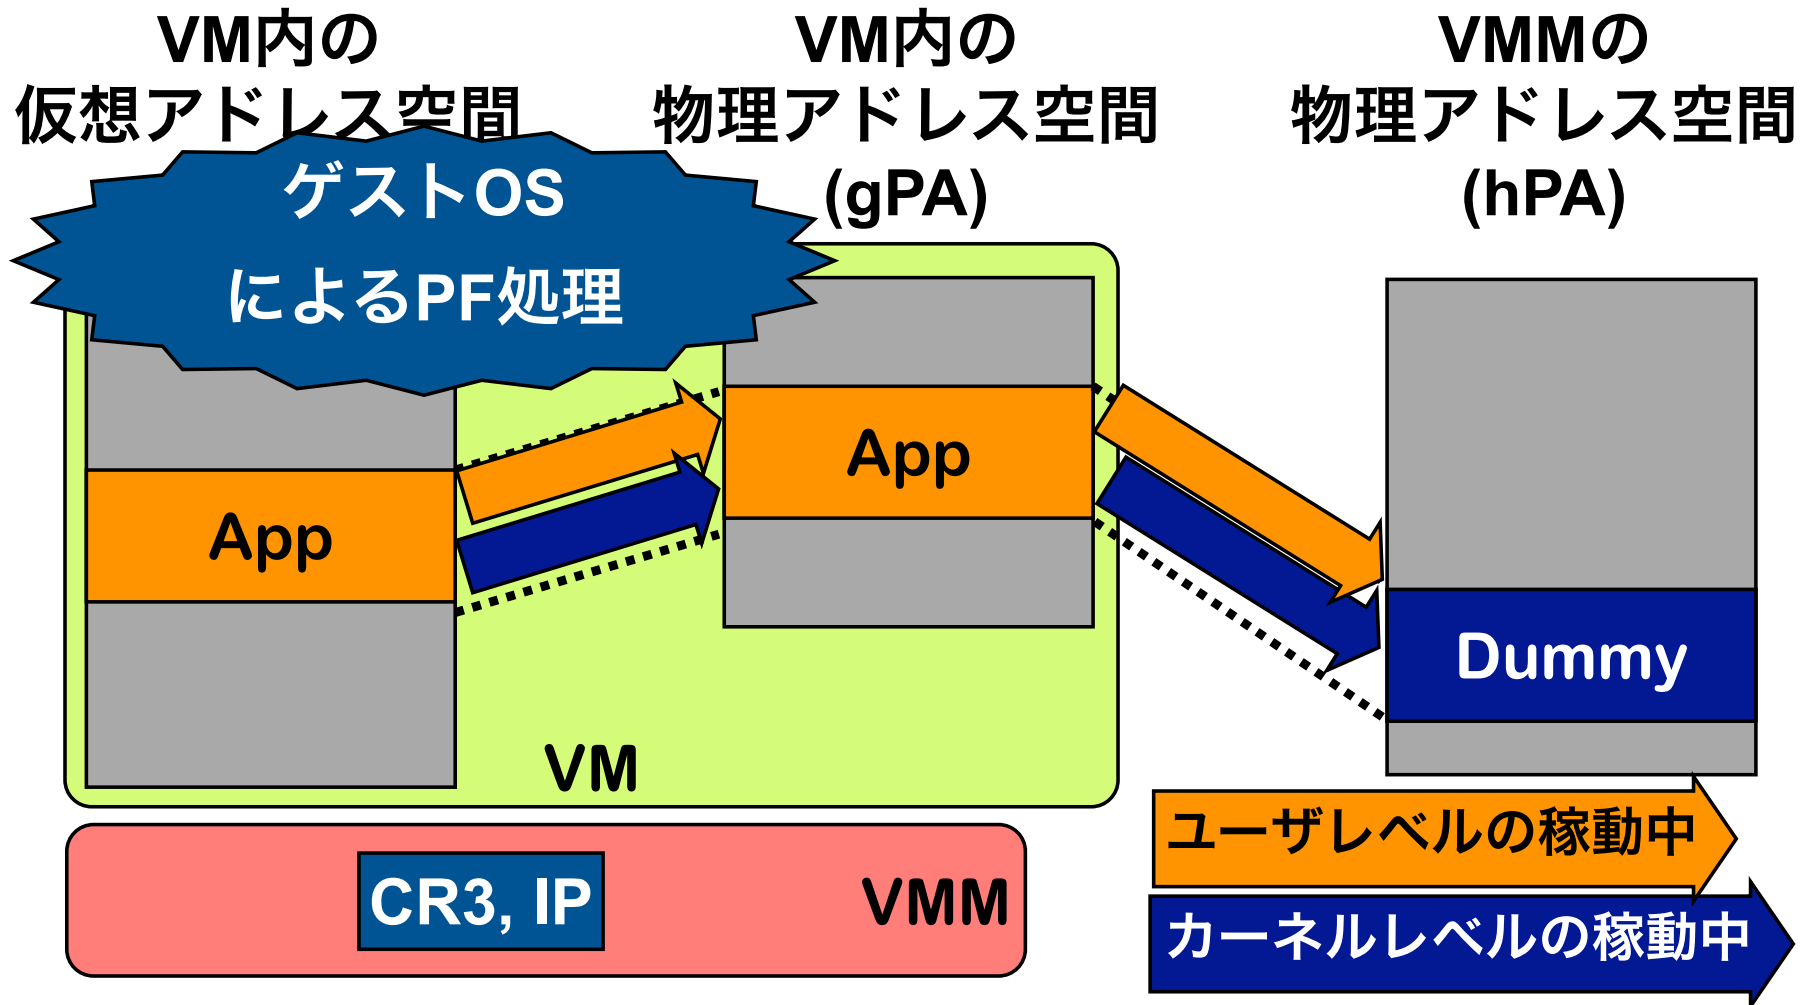 VM内の
仮想アドレス空間
VM内の
物理アドレス空間
(gPA)
VMMの
物理アドレス空間
(hPA)
ゲストOS
によるPF処理
App
App
Dummy
VM
CR3, IP
VMM
ユーザレベルの稼動中
カーネルレベルの稼動中